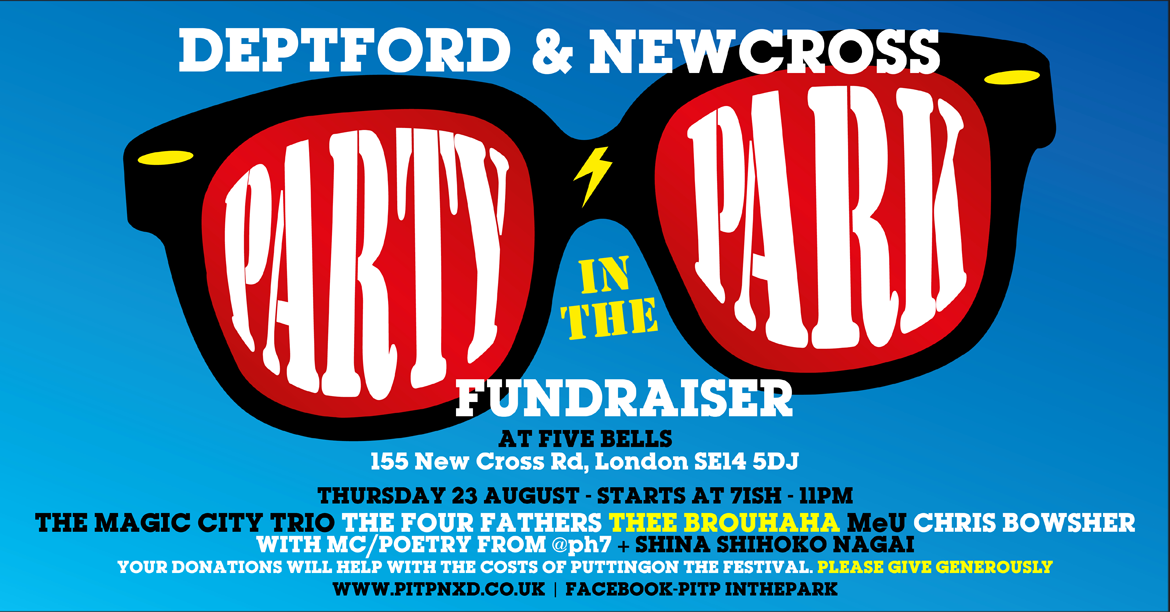 DEPTFORD & NEWCROSS
PARTY
IN
THE
PARK
FUNDRAISER
AT FIVE BELLS
155 New Cross Rd, London SE14 5DJ
THURSDAY 23 AUGUST - STARTS AT 7ISH - 11PM
THE MAGIC CITY TRIO THE FOUR FATHERS THEE BROUHAHA MeU CHRIS BOWSHER
WITH MC/POETRY FROM @ph7 + SHINA SHIHOKO NAGAI
YOUR DONATIONS WILL HELP WITH THE COSTS OF PUTTINGON THE FESTIVAL. PLEASE GIVE GENEROUSLY
WWW.PITPNXD.CO.UK | FACEBOOK-PITP INTHEPARK